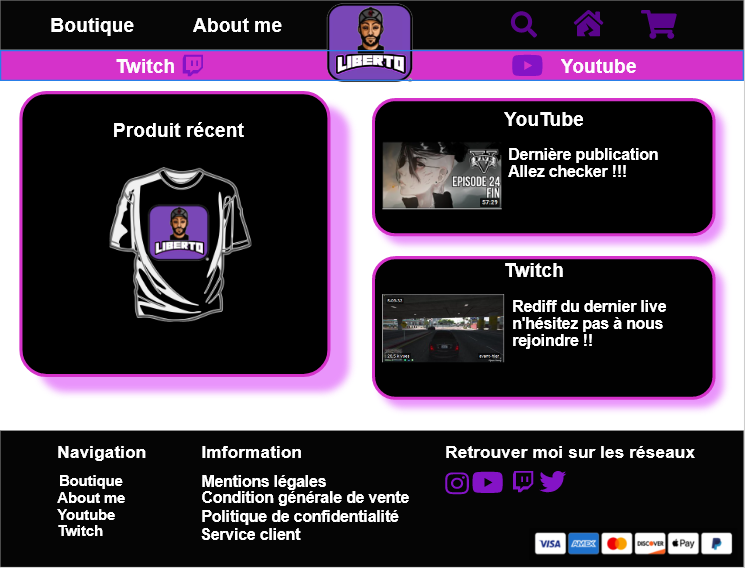 Boutique
About me
LIBERTO
Twitch
Youtube
Produit récent
LIBERTO
YouTube
EPISODE 24
FIN
57:29
Dernière publication
Allez checker !!!
Twitch
Rediff du dernier live
n'hésitez pas à nous
rejoindre !!
Navigation
Boutique
About me
Youtube
Twitch
Imformation
Mentions légales
Condition générale de vente
Politique de confidentialité
Service client
Retrouver moi sur les réseaux
VISA
AMEX
DISCOVER
Pay